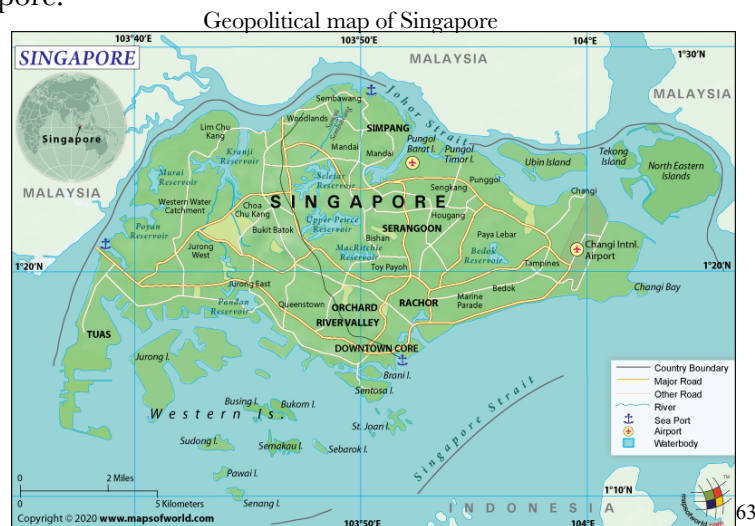 pore.
Geopolitical map of Singapore
103°40'E
103°50'E
104°E
SINGAPORE
1°30'N
MALAYSIA
MALAYSIA
Singapore
MALAYSIA
Johor Strait
Sembawang
Woodlands
SIMPANG
Lim Chu
Kang
Kranji
Reservoir
Mandai
Mandai
Pungol
Barat I.
Pungol
Timor I.
Ubin Island
Tekong
Island
North Eastern
Islands
Murai
Reservoir
Seletar
Reservoir
Sengkang
Punggol
Changi
Western Water
Catchment
Choa
Chu Kang
SINGAPORE
Upper Peirce
Reservoir
Hougang
Poyan
Reservoir
Bukit Batok
Bishan
SERANGOON
Paya Lebar
Jurong
West
MacRitchie
Reservoir
Bedok
Reservoir
Changi Intnl.
Airport
Toy Payoh
Tampines
1°20'N
1°20'N
Jurong East
Bedok
Changi Bay
Pandan
Reservoir
Queenstown
ORCHARD
RACHOR
Marine
Parade
RIVER VALLEY
TUAS
DOWNTOWN CORE
Jurong I.
Brani I.
Sentosa I.
Western Is.
Busing I.
Bukom I.
St. Joan I.
Sudong I.
Semakau I.
Sebarok I.
Pawai I.
Senang I.
Singapore Strait
Country Boundary
Major Road
Other Road
River
Sea Port
Airport
Waterbody
0
2 Miles
0
5 Kilometers
1°10'N
INDONESIA
Copyright © 2020 www.mapsofworld.com
103°50'E
104°E
mapsofworld.com
TM
63